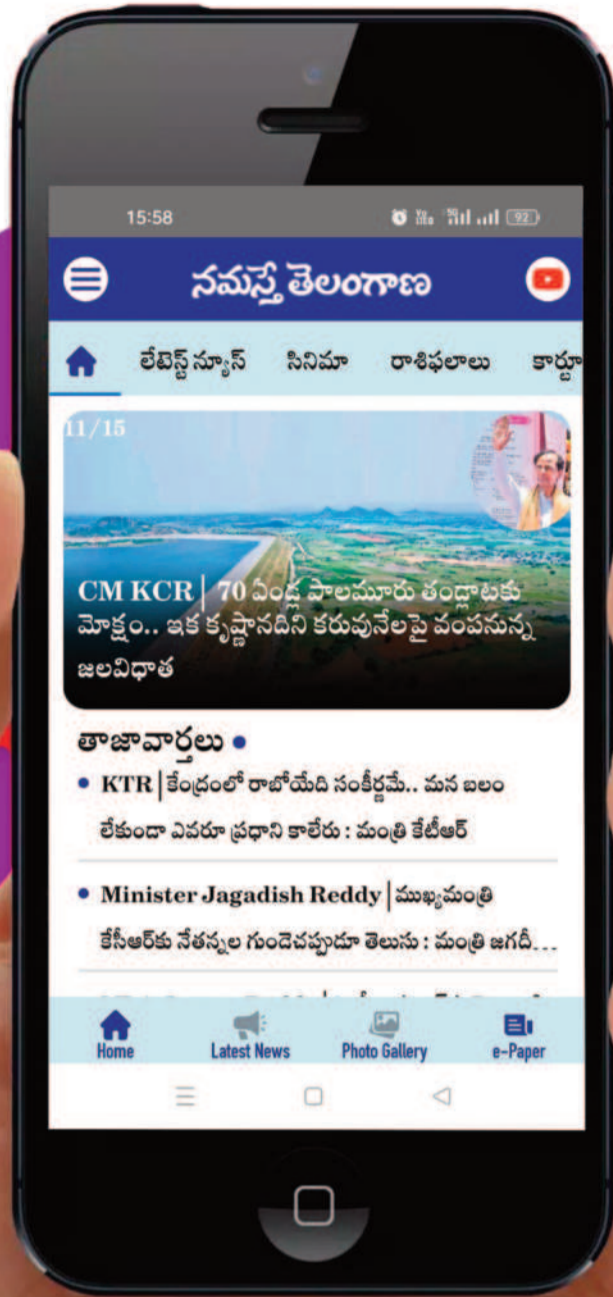 15:58
92
నమస్తే తెలంగాణ
లేటెస్ట్ న్యూస్ సినిమా రాశిఫలాలు కార్టూ
11/15
CM KCR | 70 ఏండ్ల పాలమూరు తండ్లాటకు
మోక్షం.. ఇక కృష్ణానదిని కరువునేలపై వంపనున్న
జలవిధాత
తాజావార్తలు
KTR | కేంద్రంలో రాబోయేది సంకీర్ణమే.. మన బలం
లేకుండా ఎవరూ ప్రధాని కాలేరు : మంత్రి కేటీఆర్
Minister Jagadish Reddy | ముఖ్యమంత్రి
కేసీఆర్‌కు నేతన్నల గుండెచప్పుడూ తెలుసు : మంత్రి జగదీ...
Home Latest News Photo Gallery e-Paper